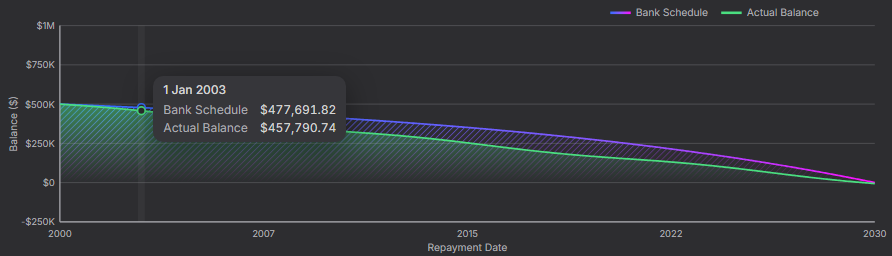 Bank Schedule Actual Balance
$1M
$750K
$500K
$250K
$0
-$250K
Balance ($)
1 Jan 2003
Bank Schedule $477,691.82
Actual Balance $457,790.74
2000 2007 2015 2022 2030
Repayment Date